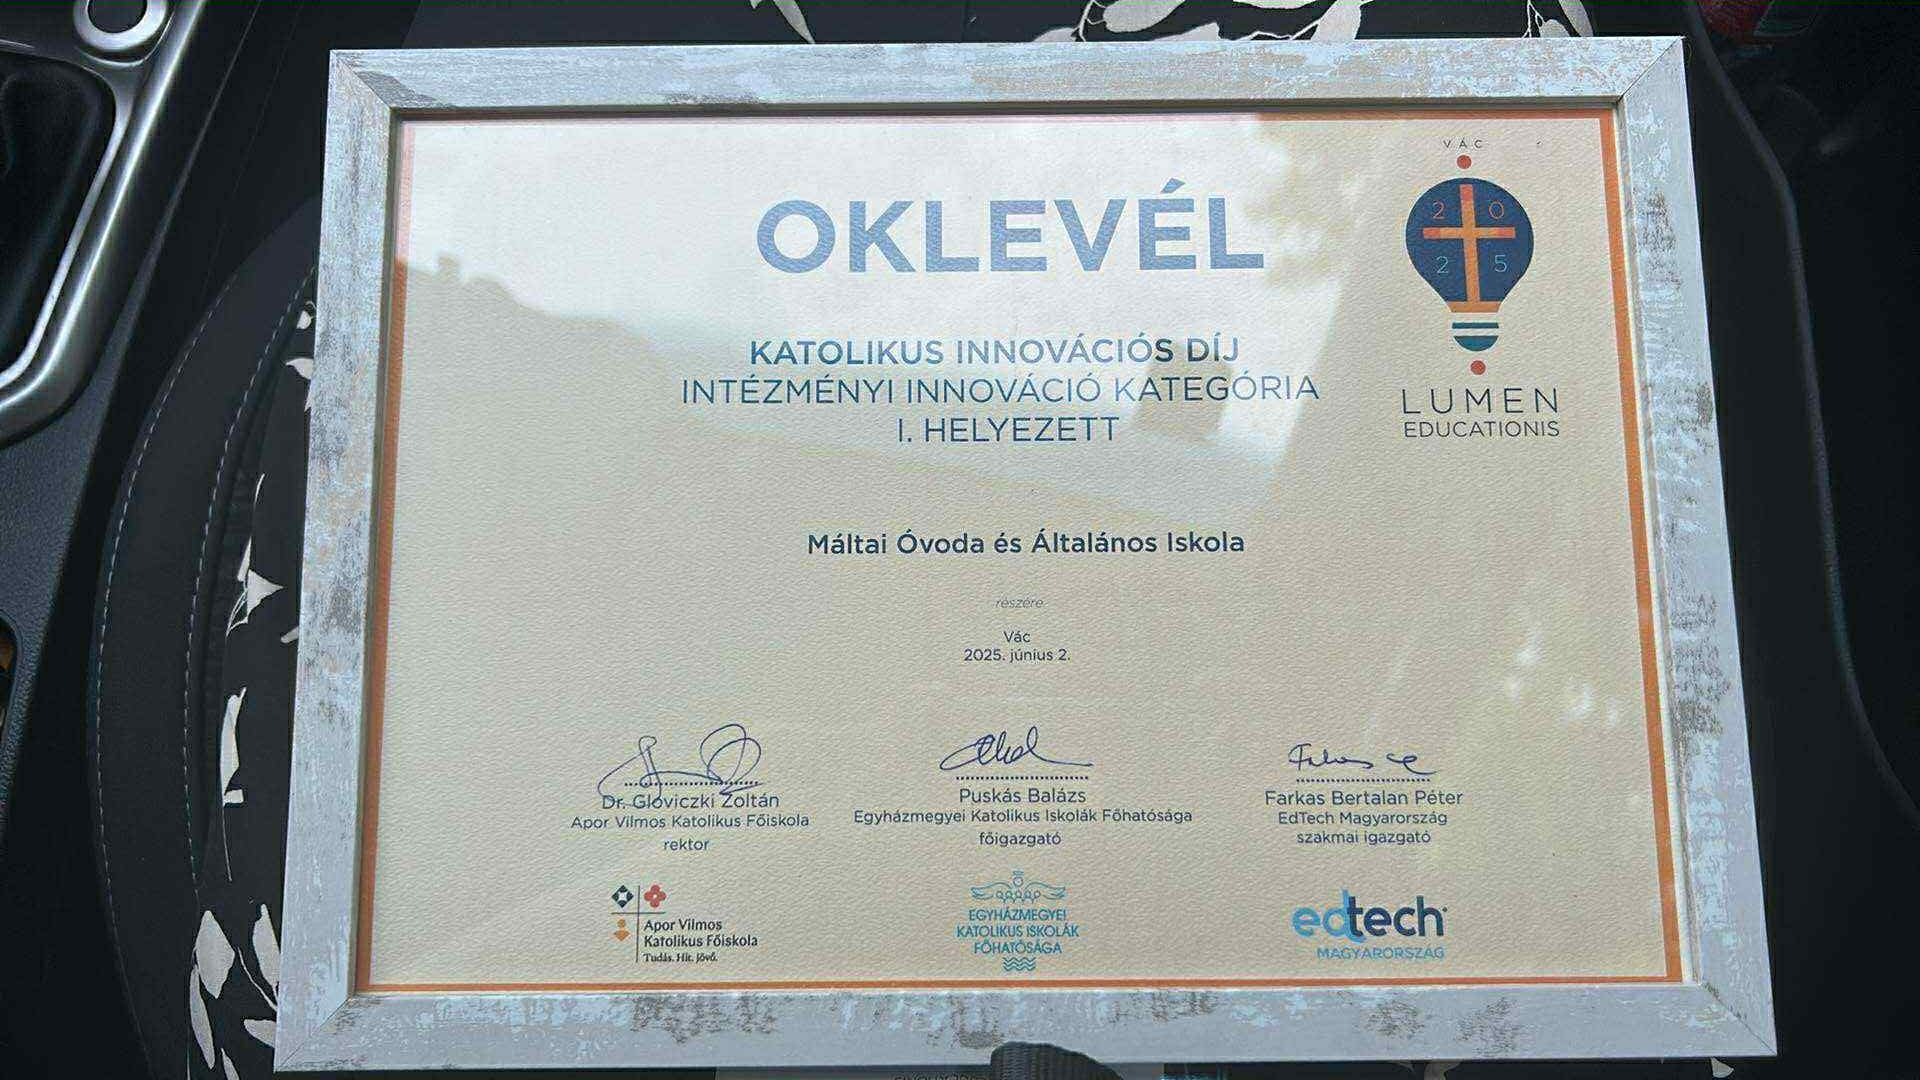 VÁC
2 0
2 5
LUMEN
EDUCATIONIS
OKLEVÉL
KATOLIKUS INNOVÁCIÓS DÍJ
INTÉZMÉNYI INNOVÁCIÓ KATEGÓRIA
I. HELYEZETT
Máltai Óvoda és Általános Iskola
részére
Vác
2025. június 2.
Dr. Gloviczki Zoltán
Apor Vilmos Katolikus Főiskola
rektor
Puskás Balázs
Egyházmegyei Katolikus Iskolák Főhatósága
főigazgató
Farkas Bertalan Péter
EdTech Magyarország
szakmai igazgató
Apor Vilmos
Katolikus Főiskola
Tudás. Hit. Jövő.
EGYHÁZMEGYEI
KATOLIKUS ISKOLÁK
FŐHATÓSÁGA
edtech
MAGYARORSZÁG